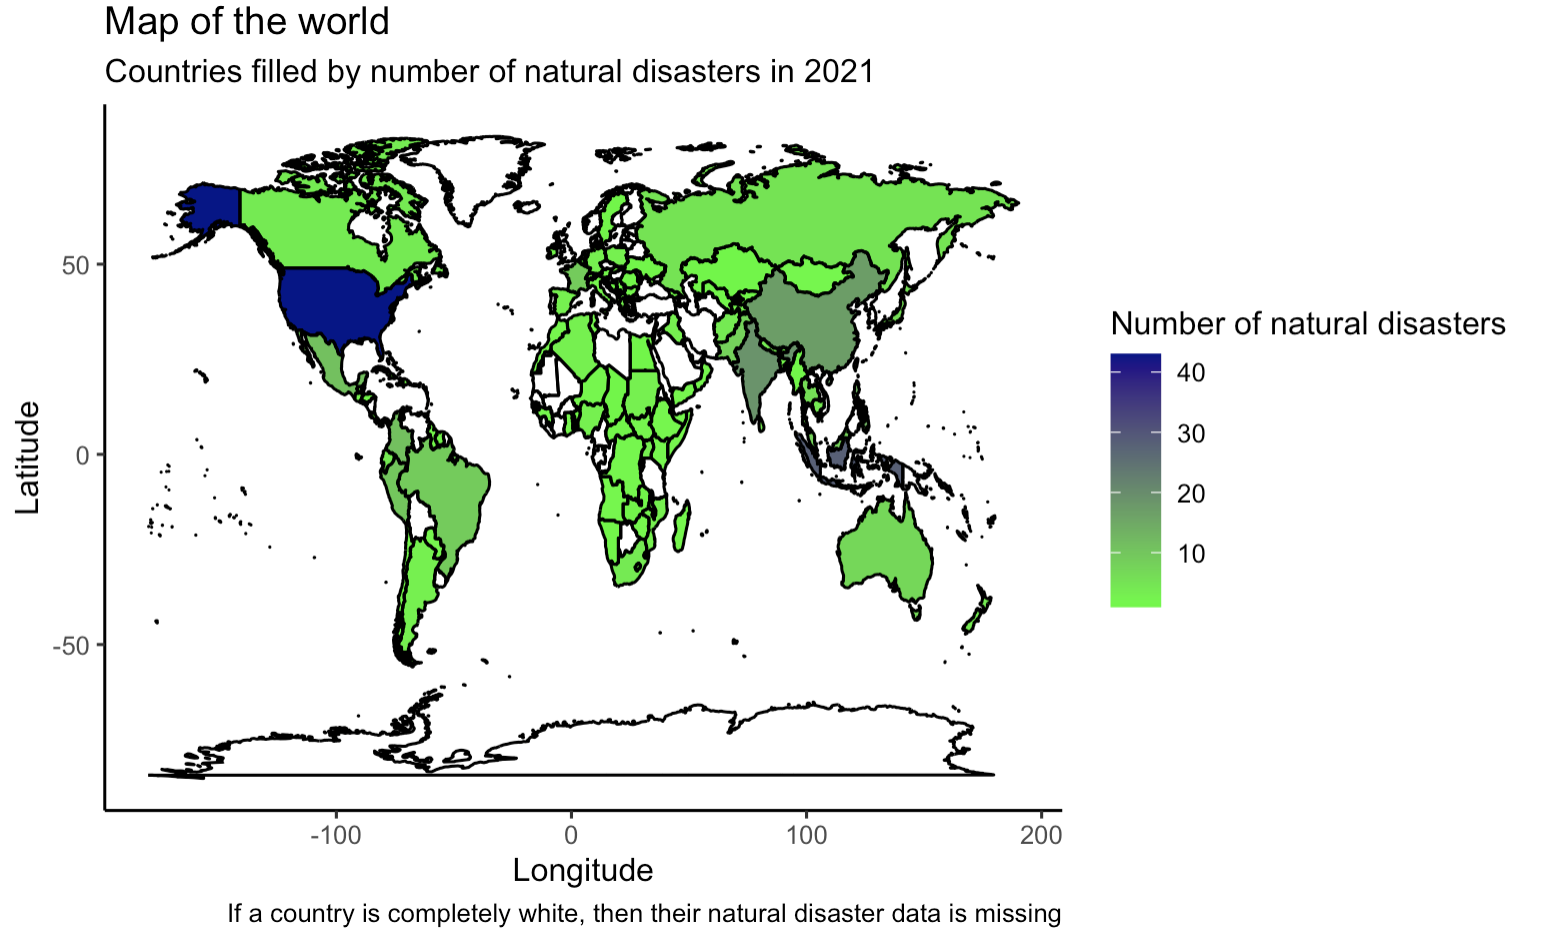 Map of the world
Countries filled by number of natural disasters in 2021
Latitude
50
0
-50
-100
0
100
200
Longitude
Number of natural disasters
40
30
20
10
If a country is completely white, then their natural disaster data is missing